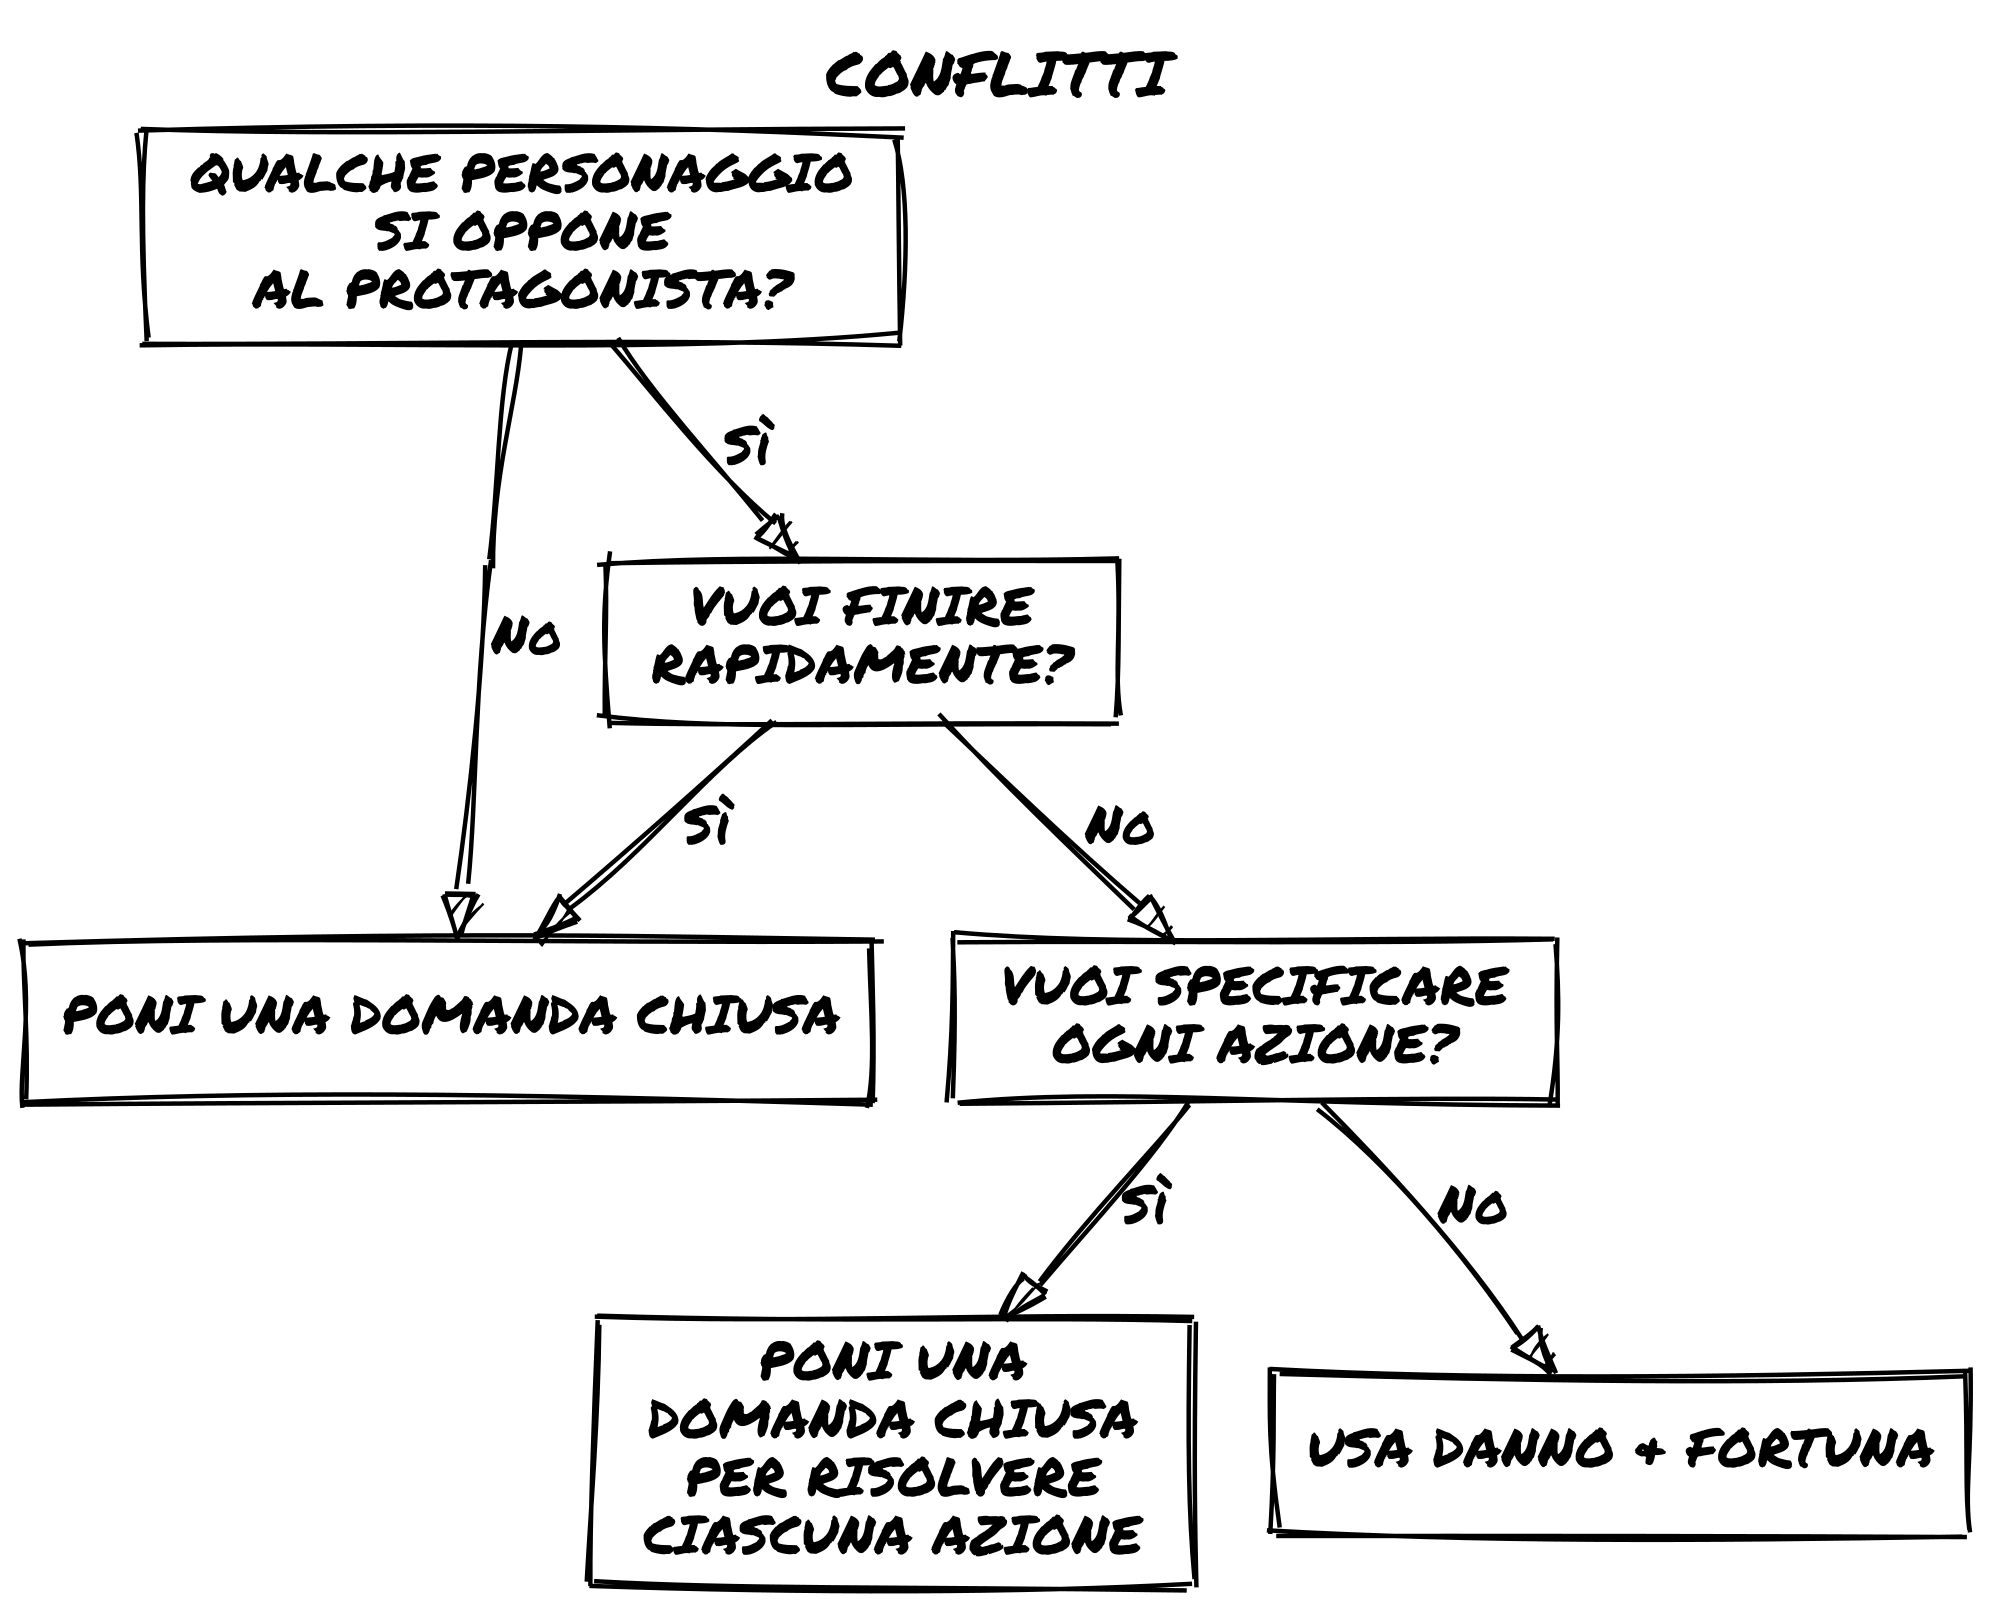 CONFLITTI
QUALCHE PERSONAGGIO
SI OPPONE
AL PROTAGONISTA?
Sì
VUOI FINIRE
RAPIDAMENTE?
No
Sì
No
PONI UNA DOMANDA CHIUSA
VUOI SPECIFICARE
OGNI AZIONE?
Sì
No
PONI UNA
DOMANDA CHIUSA
PER RISOLVERE
CIASCUNA AZIONE
USA DANNO & FORTUNA